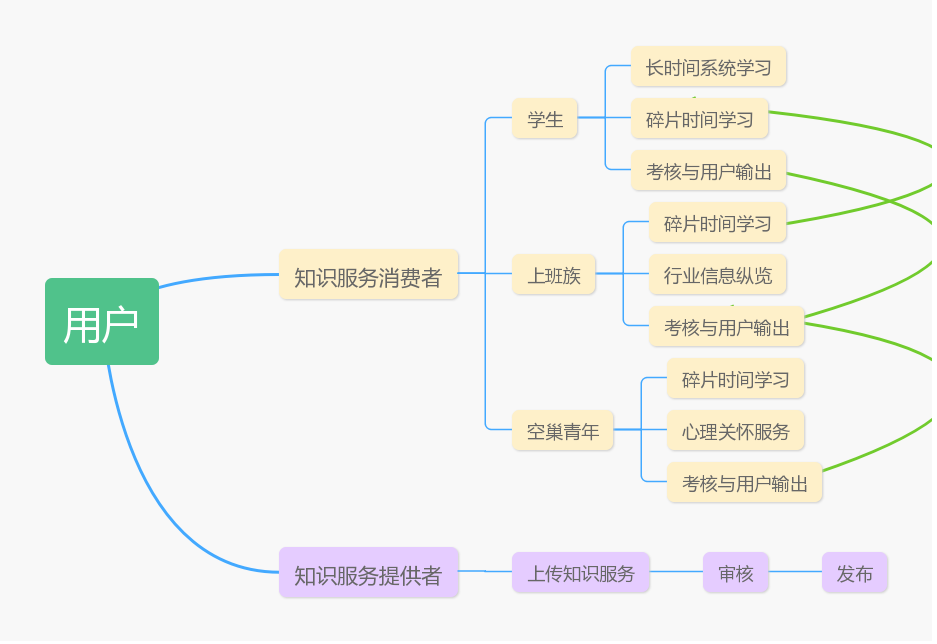 用户
知识服务消费者
学生
长时间系统学习
碎片时间学习
考核与用户输出
上班族
碎片时间学习
行业信息纵览
考核与用户输出
空巢青年
碎片时间学习
心理关怀服务
考核与用户输出
知识服务提供者
上传知识服务
审核
发布